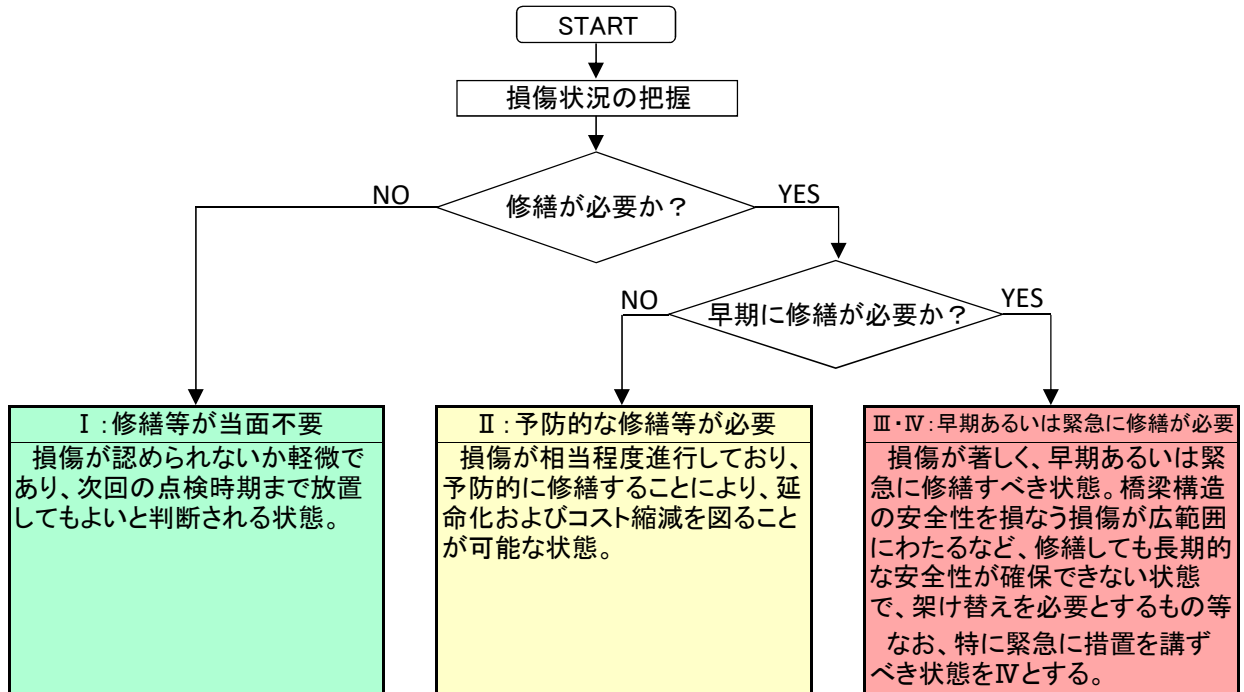 START
損傷状況の把握
修繕が必要か？
NO
YES
早期に修繕が必要か？
NO
YES
Ⅰ：修繕等が当面不要
損傷が認められないか軽微で
あり、次回の点検時期まで放置
してもよいと判断される状態。
Ⅱ：予防的な修繕等が必要
損傷が相当程度進行しており、
予防的に修繕することにより、延
命化およびコスト縮減を図ること
が可能な状態。
Ⅲ・Ⅳ：早期あるいは緊急に修繕が必要
損傷が著しく、早期あるいは緊
急に修繕すべき状態。橋梁構造
の安全性を損なう損傷が広範囲
にわたるなど、修繕しても長期的
な安全性が確保できない状態
で、架け替えを必要とするもの等
なお、特に緊急に措置を講ず
べき状態をⅣとする。